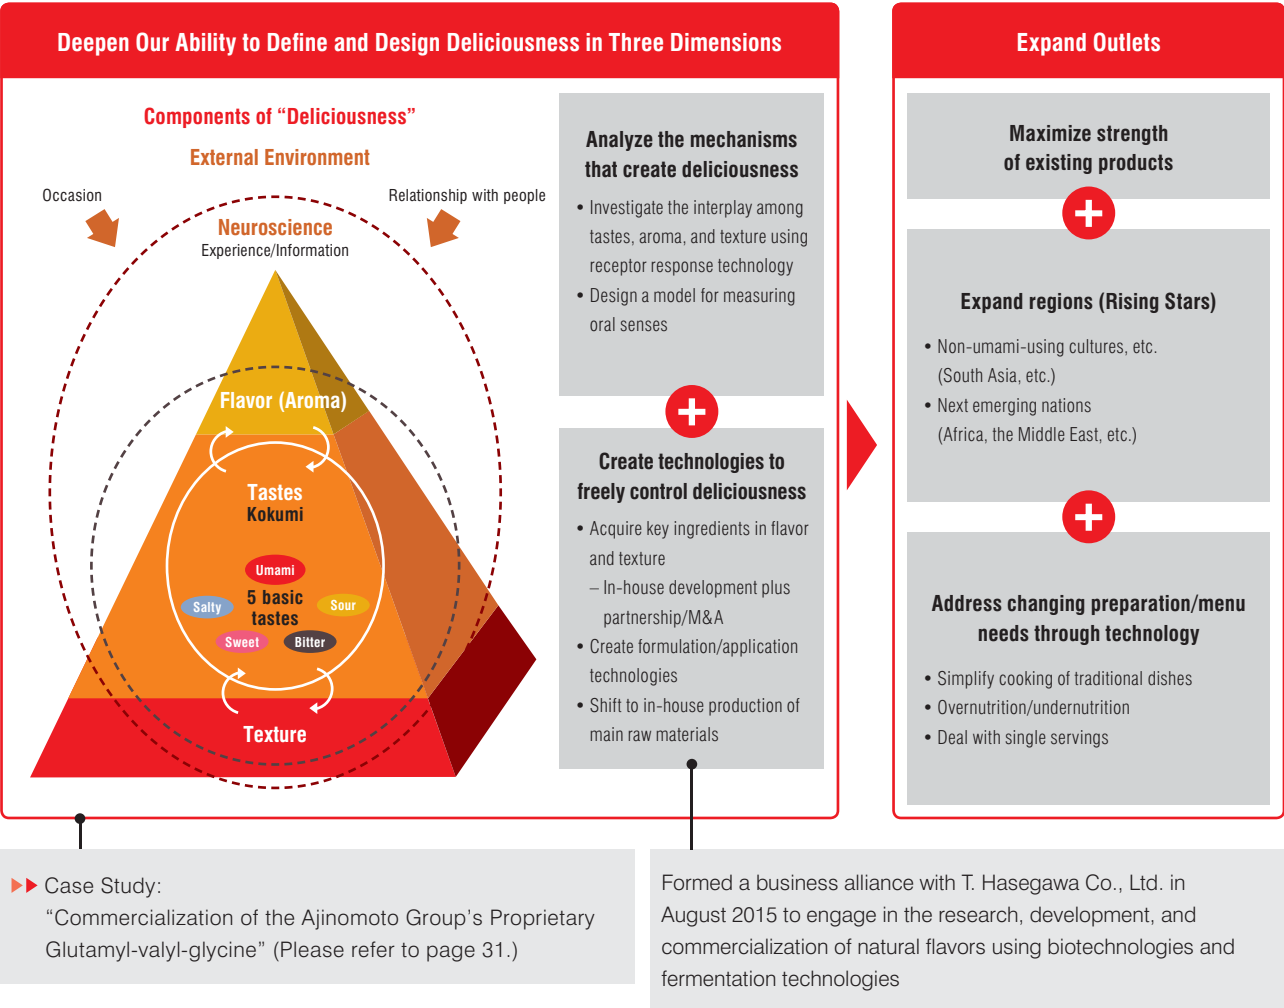 Deepen Our Ability to Define and Design Deliciousness in Three Dimensions
Components of “Deliciousness”
External Environment
Occasion
Relationship with people
Neuroscience
Experience/Information
Flavor (Aroma)
Tastes
Kokumi
Umami
5 basic
tastes
Salty
Sour
Sweet
Bitter
Texture
Analyze the mechanisms
that create deliciousness
• Investigate the interplay among
tastes, aroma, and texture using
receptor response technology
• Design a model for measuring
oral senses
+
Create technologies to
freely control deliciousness
• Acquire key ingredients in flavor
and texture
– In-house development plus
partnership/M&A
• Create formulation/application
technologies
• Shift to in-house production of
main raw materials
Expand Outlets
Maximize strength
of existing products
+
Expand regions (Rising Stars)
• Non-umami-using cultures, etc.
(South Asia, etc.)
• Next emerging nations
(Africa, the Middle East, etc.)
+
Address changing preparation/menu
needs through technology
• Simplify cooking of traditional dishes
• Overnutrition/undernutrition
• Deal with single servings
Case Study:
“Commercialization of the Ajinomoto Group’s Proprietary
Glutamyl-valyl-glycine” (Please refer to page 31.)
Formed a business alliance with T. Hasegawa Co., Ltd. in
August 2015 to engage in the research, development, and
commercialization of natural flavors using biotechnologies and
fermentation technologies